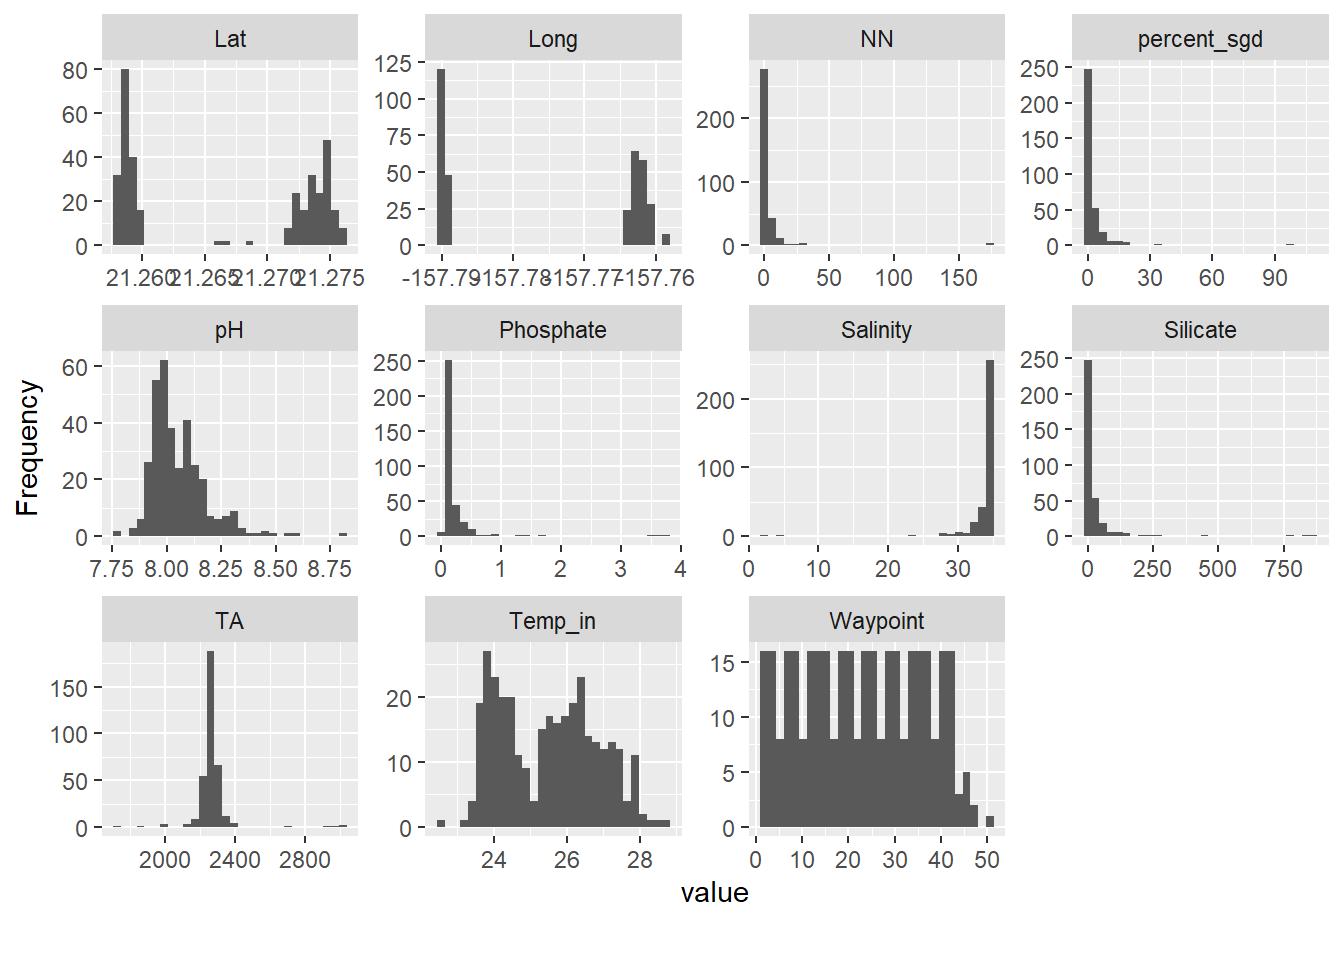 Lat Long NN percent_sgd
80 60 40 20 0
125 100 75 50 25 0
200 100 0
250 200 150 100 50 0
21.260 21.265 21.270 21.275
-157.79 -157.78 -157.77 -157.76
0 50 100 150
0 30 60 90
pH Phosphate Salinity Silicate
60 40 20 0
250 200 150 100 50 0
200 100 0
250 200 150 100 50 0
7.75 8.00 8.25 8.50 8.75
0 1 2 3 4
0 10 20 30
0 250 500 750
TA Temp_in Waypoint
150 100 50 0
20 10 0
15 10 5 0
2000 2400 2800
24 26 28
0 10 20 30 40 50
Frequency
value